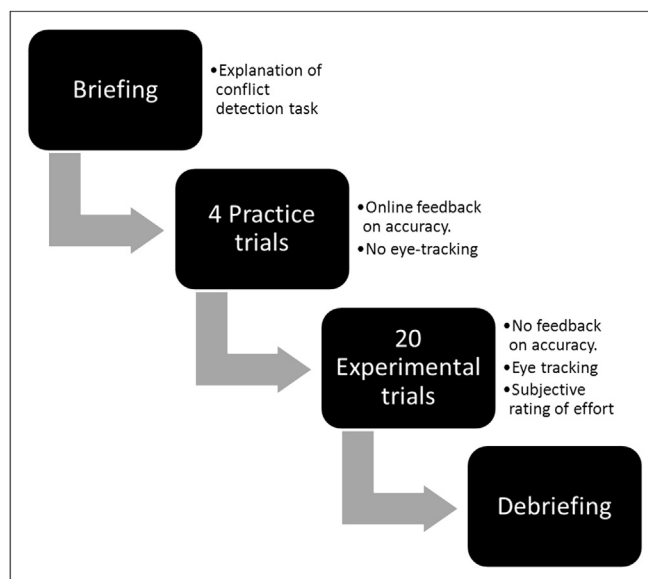 Briefing
•Explanation of
conflict
detection task
4 Practice
trials
•Online feedback
on accuracy.
•No eye-tracking
20
Experimental
trials
•No feedback
on accuracy.
•Eye tracking
•Subjective
rating of effort
Debriefing